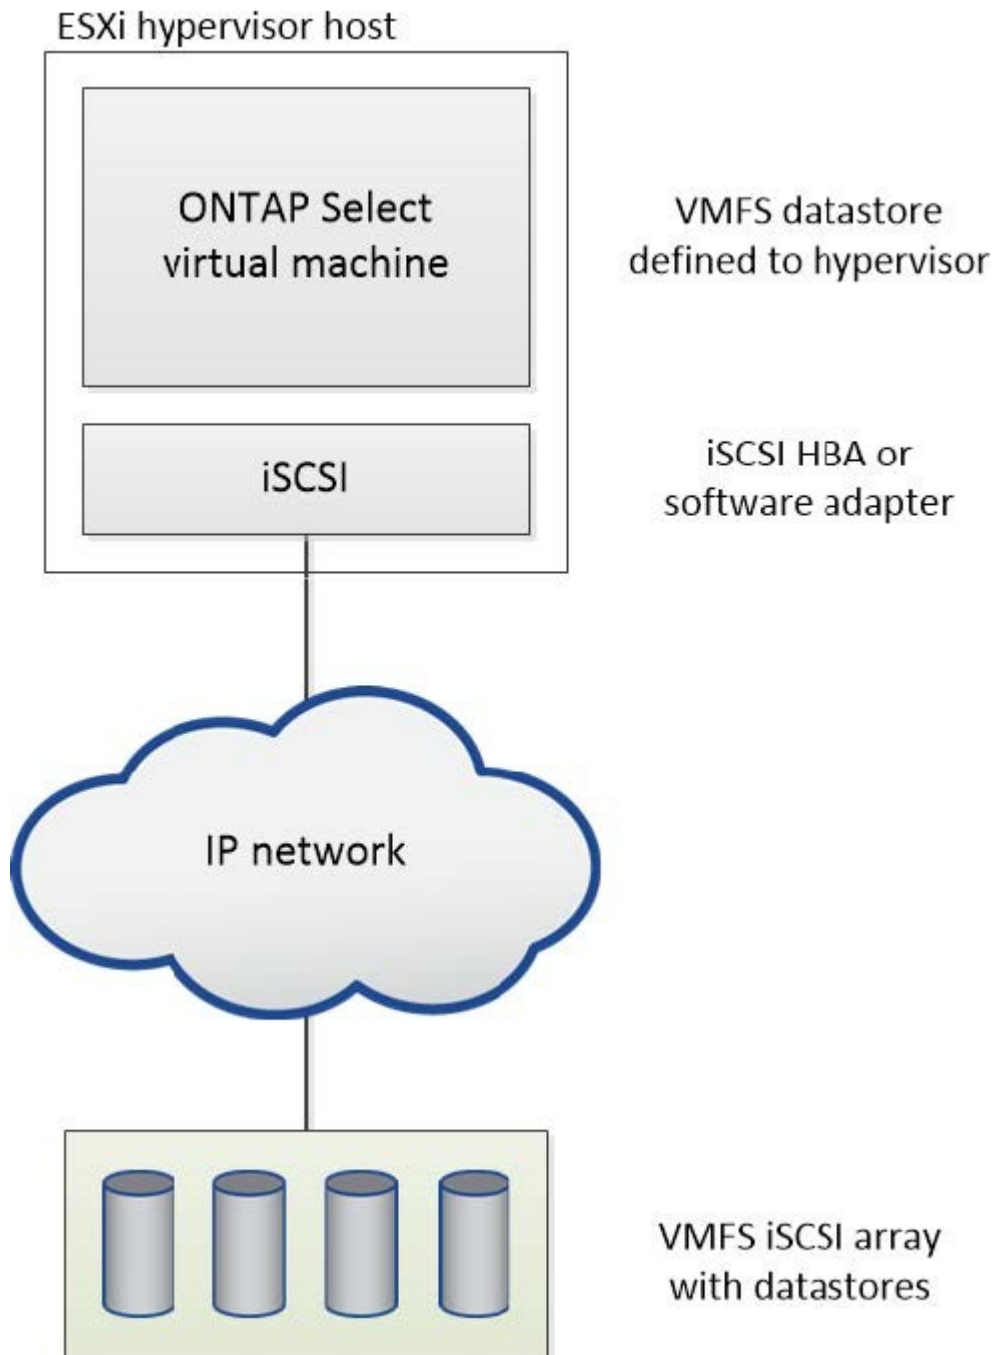 ESXi hypervisor host
ONTAP Select
virtual machine
VMFS datastore
defined to hypervisor
iSCSI
iSCSI HBA or
software adapter
IP network
VMFS iSCSI array
with datastores